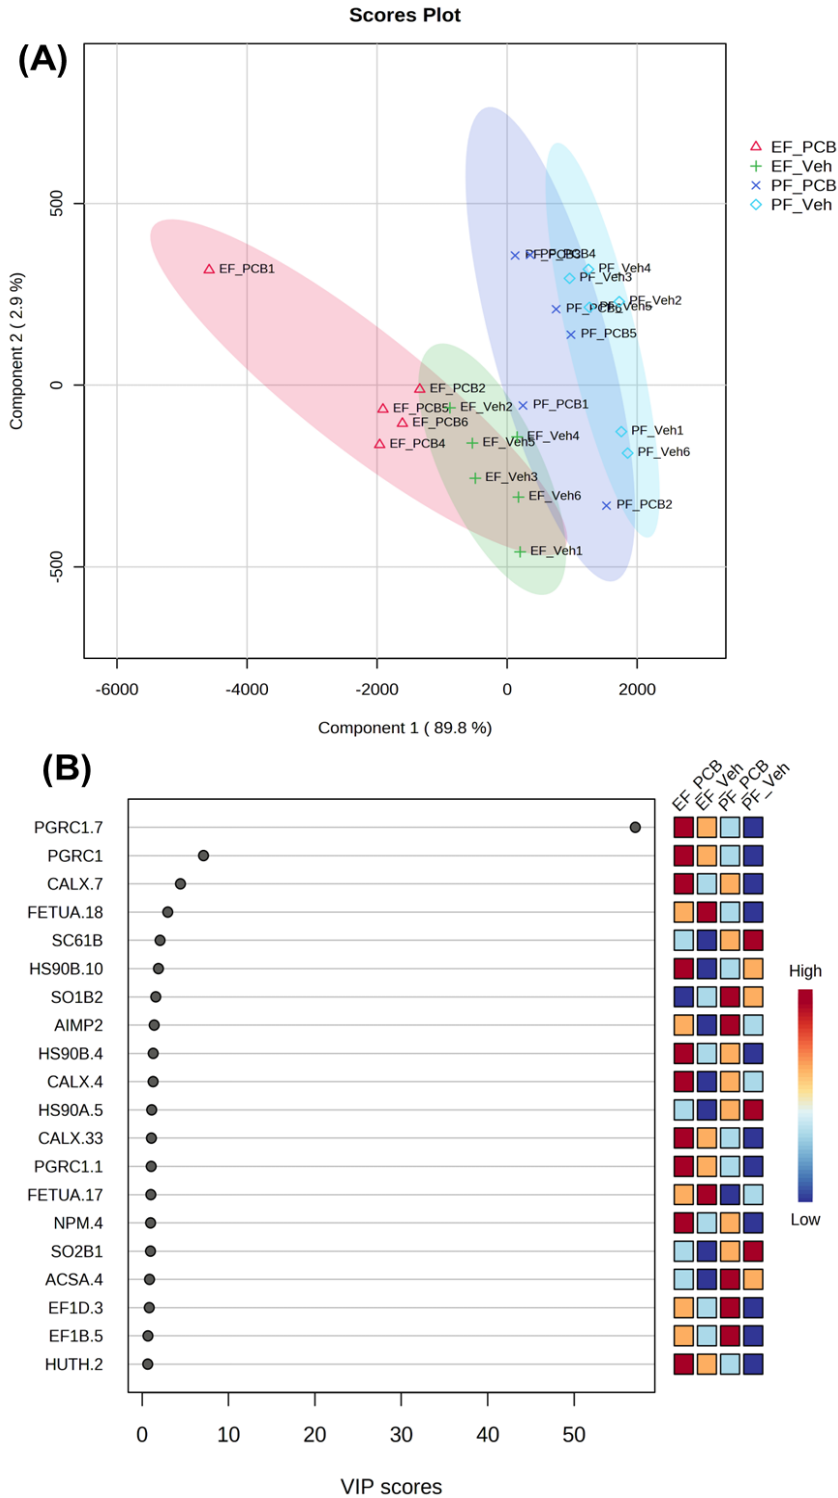 Scores Plot
(A)
EF_PCB
EF_Veh
PF_PCB
PF_Veh
Component 2 ( 2.9 %)
500
0
-500
EF_PCB1
PF_PCB4
PF_Veh4
PF_Veh3
PF_Veh2
PF_PCB5
EF_PCB2
EF_PCB5
EF_Veh2
PF_PCB1
EF_PCB6
EF_Veh4
EF_PCB4
EF_Veh5
PF_Veh1
PF_Veh6
EF_Veh3
EF_Veh6
PF_PCB2
EF_Veh1
-6000 -4000 -2000 0 2000
Component 1 ( 89.8 %)
(B)
EF_PCB EF_Veh PF_PCB PF_Veh
PGRC1.7
PGRC1
CALX.7
FETUA.18
SC61B
HS90B.10
SO1B2
AIMP2
HS90B.4
CALX.4
HS90A.5
CALX.33
PGRC1.1
FETUA.17
NPM.4
SO2B1
ACSA.4
EF1D.3
EF1B.5
HUTH.2
High
Low
0 10 20 30 40 50
VIP scores